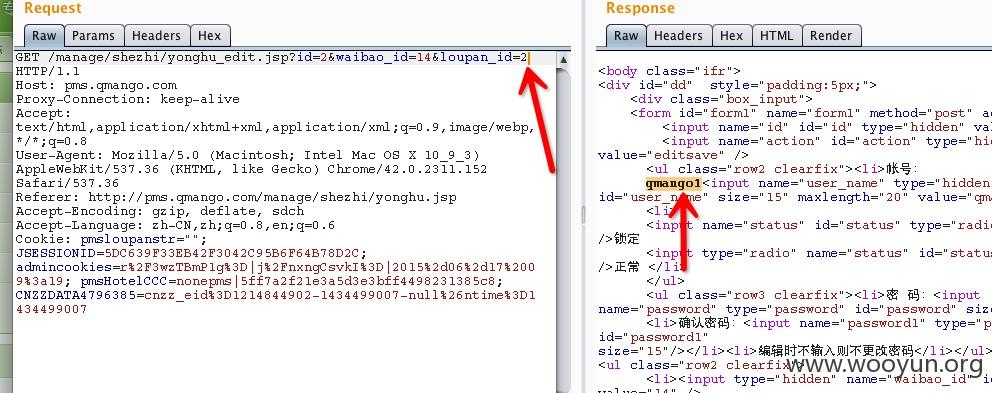 Request
Raw Params Headers Hex
GET /manage/shezhi/yonghu_edit.jsp?id=2&waibao_id=14&loupan_id=2
HTTP/1.1
Host: pms.qmango.com
Proxy-Connection: keep-alive
Accept:
text/html,application/xhtml+xml,application/xml;q=0.9,image/webp,
*/*;q=0.8
User-Agent: Mozilla/5.0 (Macintosh; Intel Mac OS X 10_9_3)
AppleWebKit/537.36 (KHTML, like Gecko) Chrome/42.0.2311.152
Safari/537.36
Referer: http://pms.qmango.com/manage/shezhi/yonghu.jsp
Accept-Encoding: gzip, deflate, sdch
Accept-Language: zh-CN,zh;q=0.8,en;q=0.6
Cookie: pmsloupanstr="";
JSESSIONID=5DC639F33EB42F3042C95B6F64B78D2C;
admincookies=r%2F3wzTBmPlg%3D|j%2FnxngCsvkI%3D|2015%2d06%2d17%200
9%3a19; pmsHotelCCC=nonepms|5ff7a2f21e3a5d3e3bff4498231385c8;
CNZZDATA4796385=cnzz_eid%3D1214844902-1434499007-null%26ntime%3D1
434499007
Response
Raw Headers Hex HTML Render
<body class="ifr">
<div id="dd" style="padding:5px;">
<div class="box_input">
<form id="form1" name="form1" method="post" ac
<input name="id" id="id" type="hidden" va
<input name="action" id="action" type="hi
value="editsave" />
<ul class="row2 clearfix"><li>帐号:
qmango1<input name="user_name" type="hidden
id="user_name" size="15" maxlength="20" value="qma
<li>
<input name="status" id="status" type="radio
/>锁定
<input type="radio" name="status" id="status"
/>正常 </li>
</ul>
<ul class="row3 clearfix"><li>密 码: <input
name="password" type="password" id="password" size
<li>确认密码: <input name="password1" type="p
id="password1"
size="15"/></li><li>编辑时不输入则不更改密码</li></ul>
<ul class="row2 clearfix">
<li><input type="hidden" name="waibao_id" id
value="14" />
www.wooyun.org